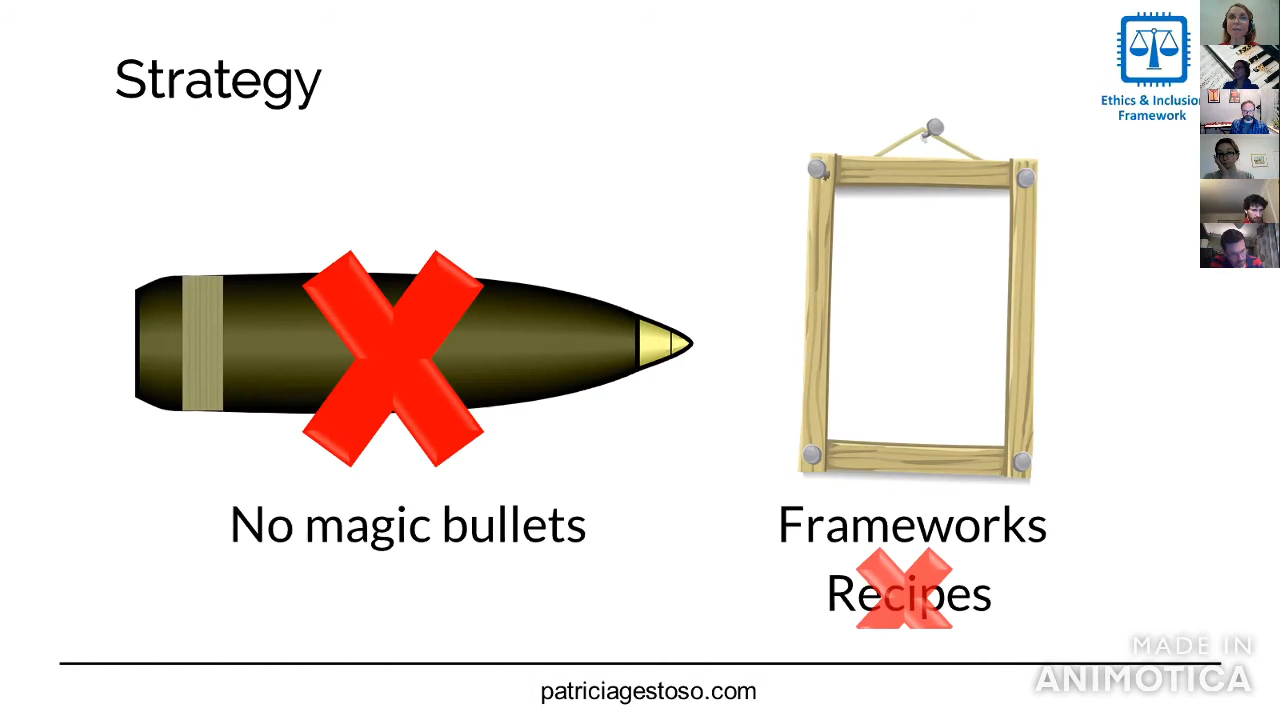 Strategy
Ethics & Inclusion
Framework
No magic bullets
Frameworks
Recipes
patriciagestoso.com
MADE IN
ANIMOTICA